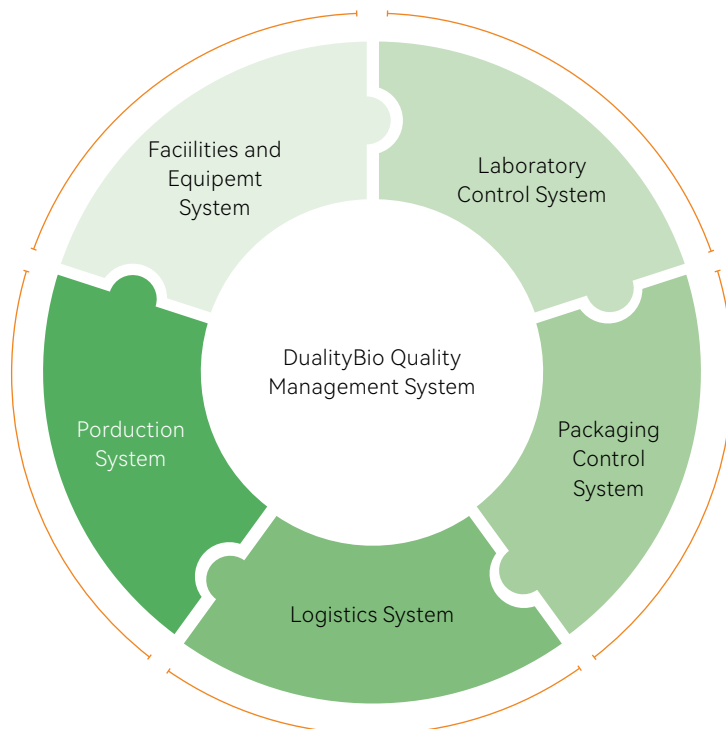 Faciilities and
Equipemt
System
Laboratory
Control System
DualityBio Quality
Management System
Porduction
System
Packaging
Control
System
Logistics System